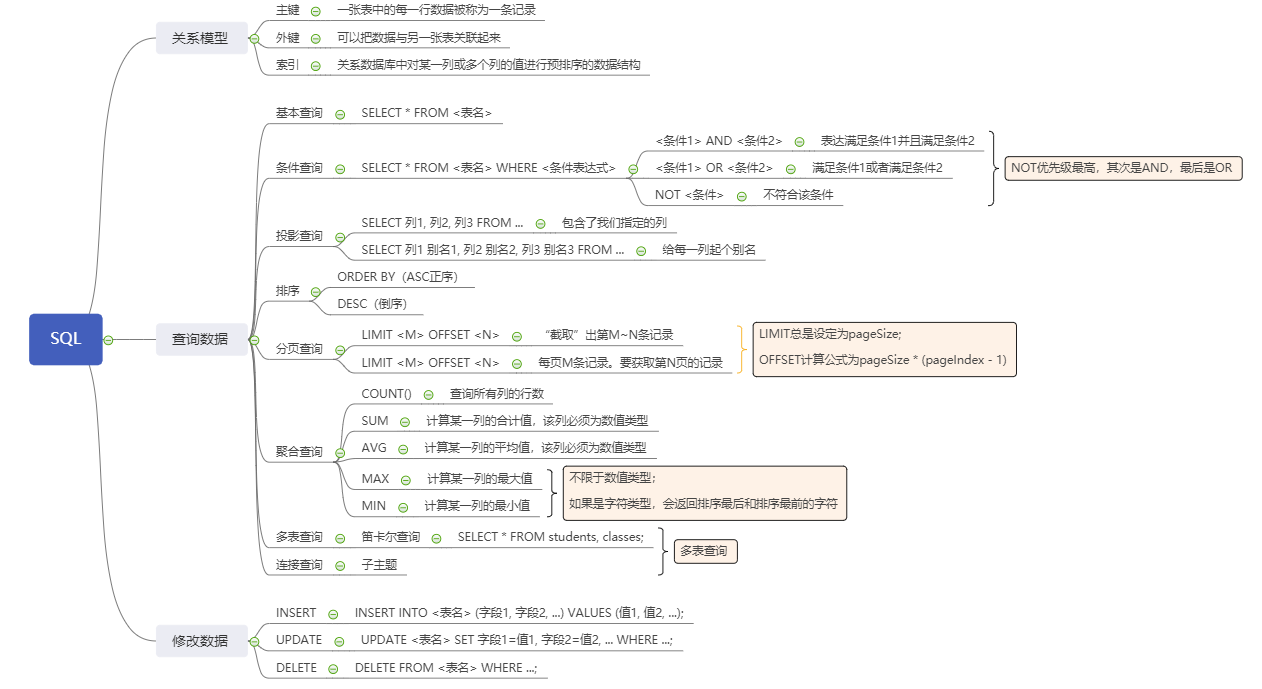 SQL
关系模型
主键 一张表中的每一行数据被称为一条记录
外键 可以把数据与另一张表关联起来
索引 关系数据库中对某一列或多个列的值进行预排序的数据结构
查询数据
基本查询 SELECT * FROM <表名>
条件查询 SELECT * FROM <表名> WHERE <条件表达式>
<条件1> AND <条件2> 表达满足条件1并且满足条件2
<条件1> OR <条件2> 满足条件1或者满足条件2
NOT <条件> 不符合该条件
NOT优先级最高，其次是AND，最后是OR
投影查询
SELECT 列1, 列2, 列3 FROM ... 包含了我们指定的列
SELECT 列1 别名1, 列2 别名2, 列3 别名3 FROM ... 给每一列起个别名
排序
ORDER BY（ASC正序）
DESC（倒序）
分页查询
LIMIT <M> OFFSET <N> “截取”出第M~N条记录
LIMIT <M> OFFSET <N> 每页M条记录。要获取第N页的记录
LIMIT总是设定为pageSize;
OFFSET计算公式为pageSize * (pageIndex - 1)
聚合查询
COUNT() 查询所有列的行数
SUM 计算某一列的合计值，该列必须为数值类型
AVG 计算某一列的平均值，该列必须为数值类型
MAX 计算某一列的最大值
MIN 计算某一列的最小值
不限于数值类型；
如果是字符类型，会返回排序最后和排序最前的字符
多表查询 笛卡尔查询 SELECT * FROM students, classes;
连接查询 子主题
多表查询
修改数据
INSERT INSERT INTO <表名> (字段1, 字段2, ...) VALUES (值1, 值2, ...);
UPDATE UPDATE <表名> SET 字段1=值1, 字段2=值2, ... WHERE ...;
DELETE DELETE FROM <表名> WHERE ...;